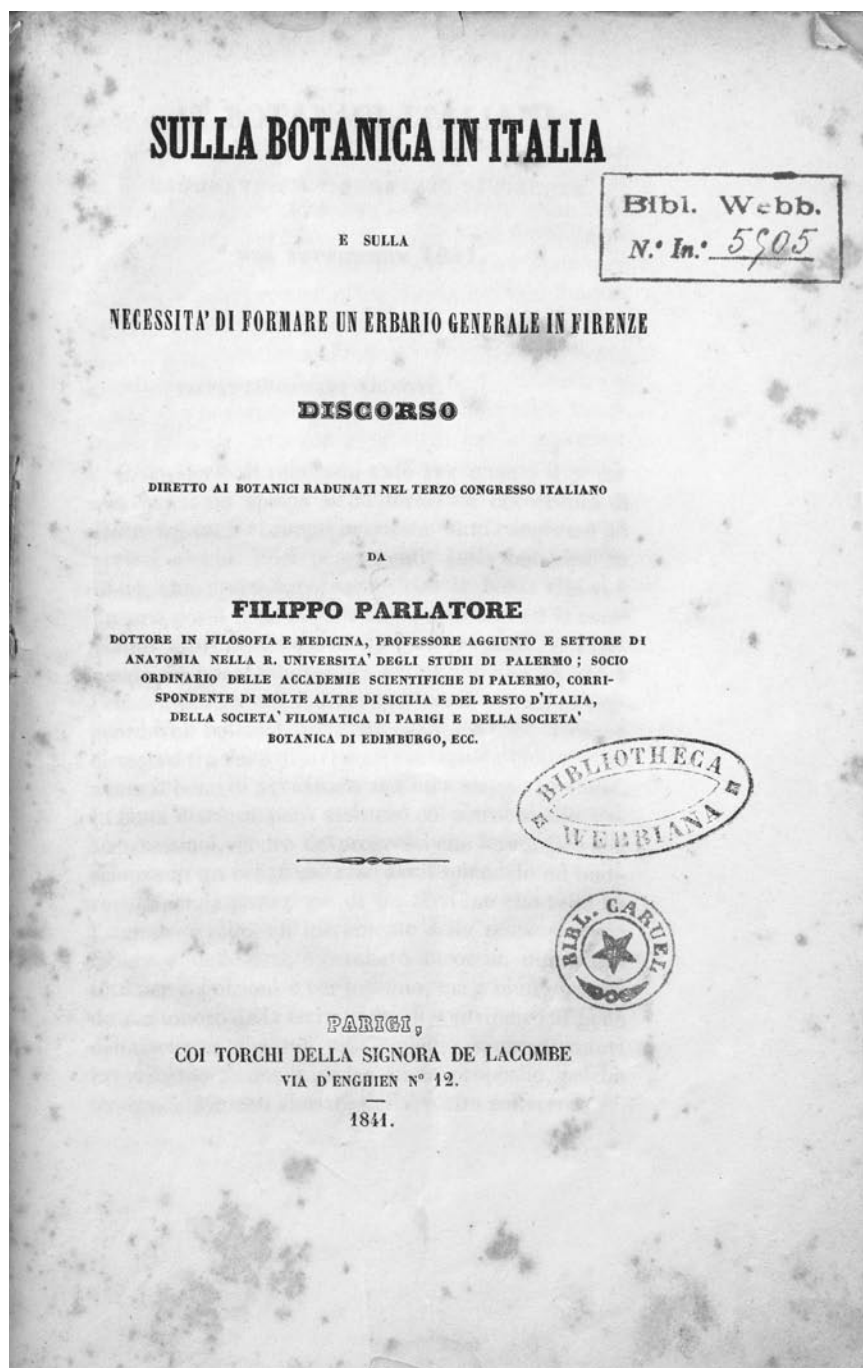 SULLA BOTANICA IN ITALIA
Bibl. Webb.
N.º In.º 5905
E SULLA
NECESSITA' DI FORMARE UN ERBARIO GENERALE IN FIRENZE
DISCORSO
DIRETTO AI BOTANICI RADUNATI NEL TERZO CONGRESSO ITALIANO
DA
FILIPPO PARLATORE
DOTTORE IN FILOSOFIA E MEDICINA, PROFESSORE AGGIUNTO E SETTORE DI
ANATOMIA NELLA R. UNIVERSITA' DEGLI STUDII DI PALERMO ; SOCIO
ORDINARIO DELLE ACCADEMIE SCIENTIFICHE DI PALERMO, CORRI-
SPONDENTE DI MOLTE ALTRE DI SICILIA E DEL RESTO D'ITALIA,
DELLA SOCIETA' FILOMATICA DI PARIGI E DELLA SOCIETA'
BOTANICA DI EDIMBURGO, ECC.
BIBLIOTHECA
WEBBIANA
BIBL. CARUEL
PARIGI,
COI TORCHI DELLA SIGNORA DE LACOMBE
VIA D'ENGHIEN Nº 12.
1841.